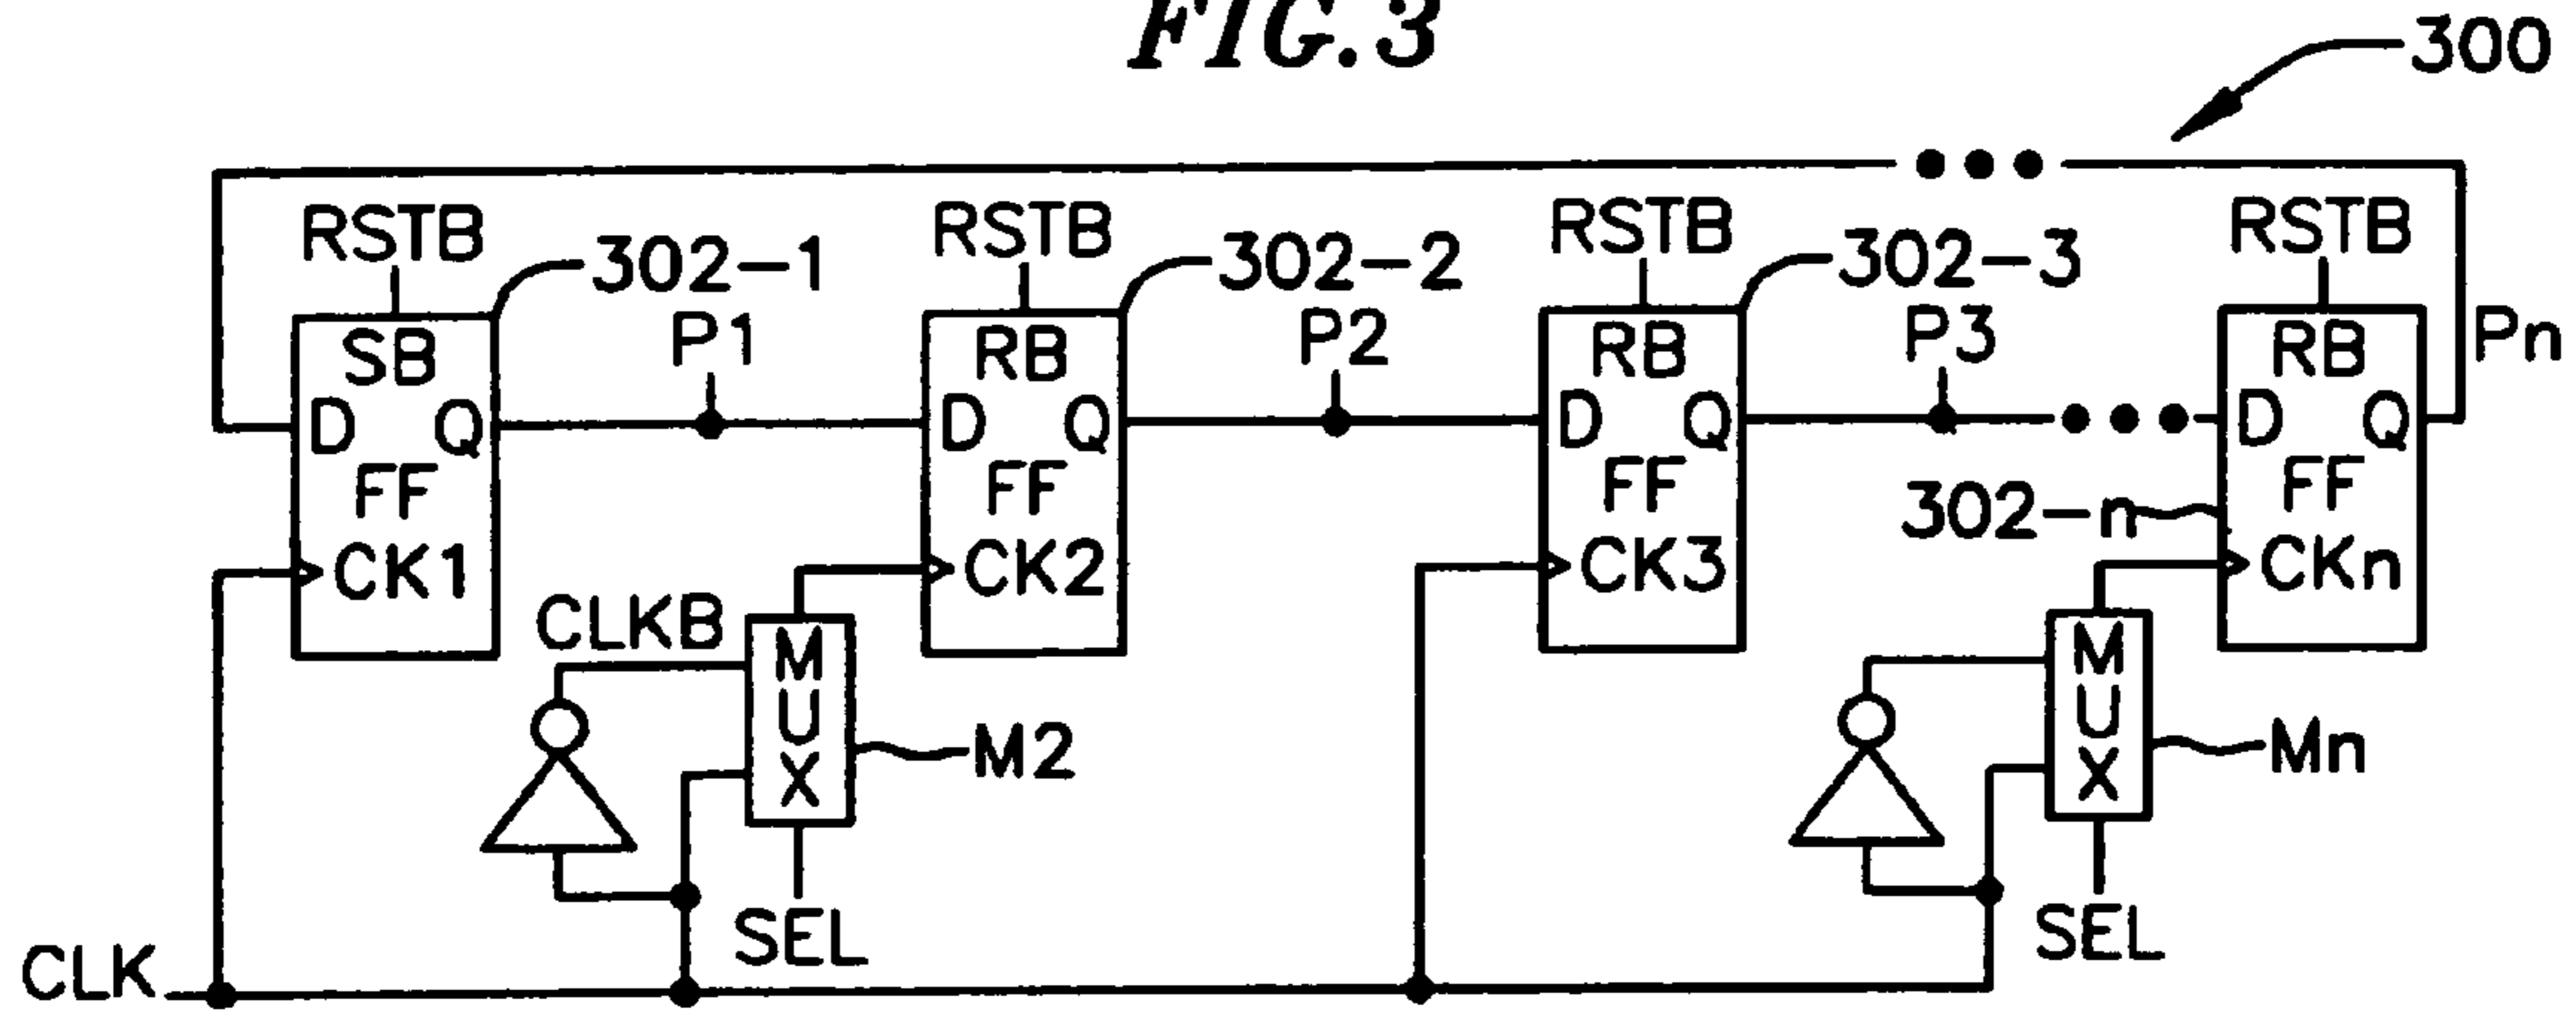 FIG. 3
300
RSTB
RSTB
RSTB
RSTB
302-1
302-2
302-3
SB
P1
RB
P2
RB
P3
RB
Pn
D Q
D Q
D Q
D Q
FF
FF
FF
302-n
FF
CK1
CK2
CK3
CKn
CLKB
MUX
MUX
M2
Mn
SEL
SEL
CLK